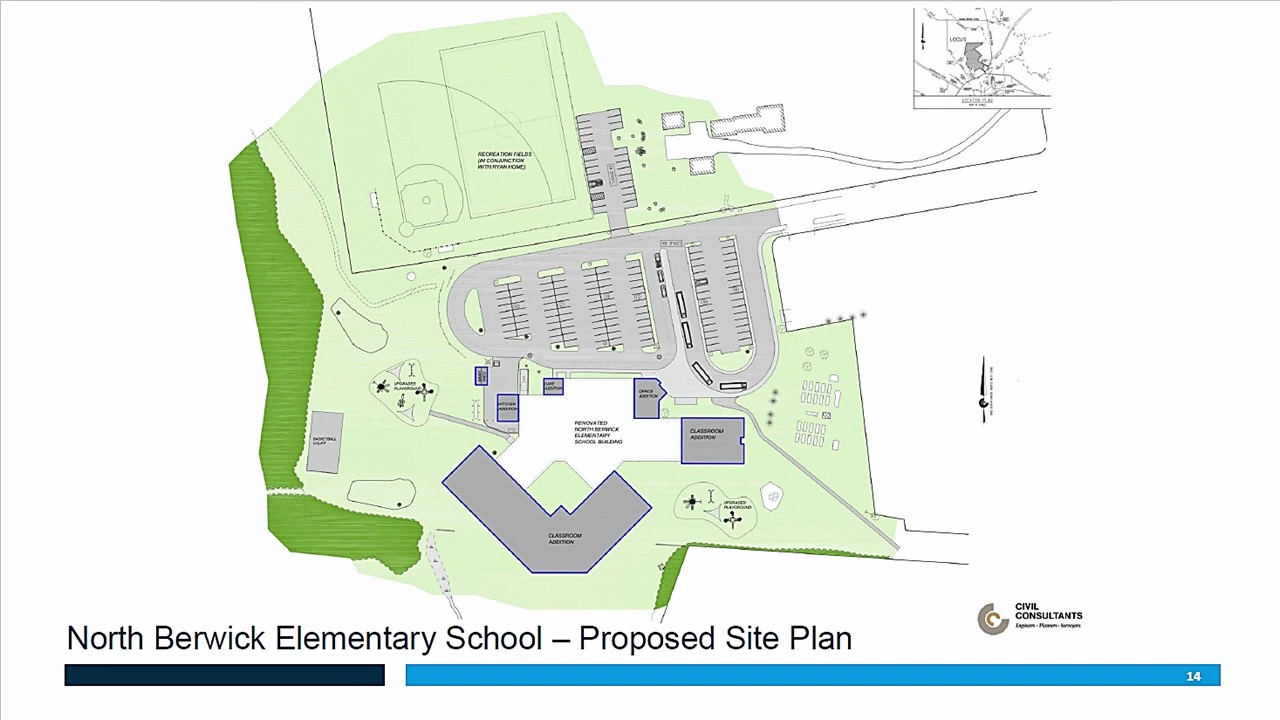 LOCUS
LOCATION PLAN
RECREATION FIELDS
(IN CONJUNCTION
WITH RYAN HOME)
UPGRADED
PLAYGROUND
KITCHEN
ADDITION
CAFE
ADDITION
OFFICE
ADDITION
BASKETBALL
COURT
RENOVATED
NORTH BERWICK
ELEMENTARY
SCHOOL BUILDING
CLASSROOM
ADDITION
UPGRADED
PLAYGROUND
CLASSROOM
ADDITION
CIVIL
CONSULTANTS
Engineers - Planners - Surveyors
North Berwick Elementary School – Proposed Site Plan
14